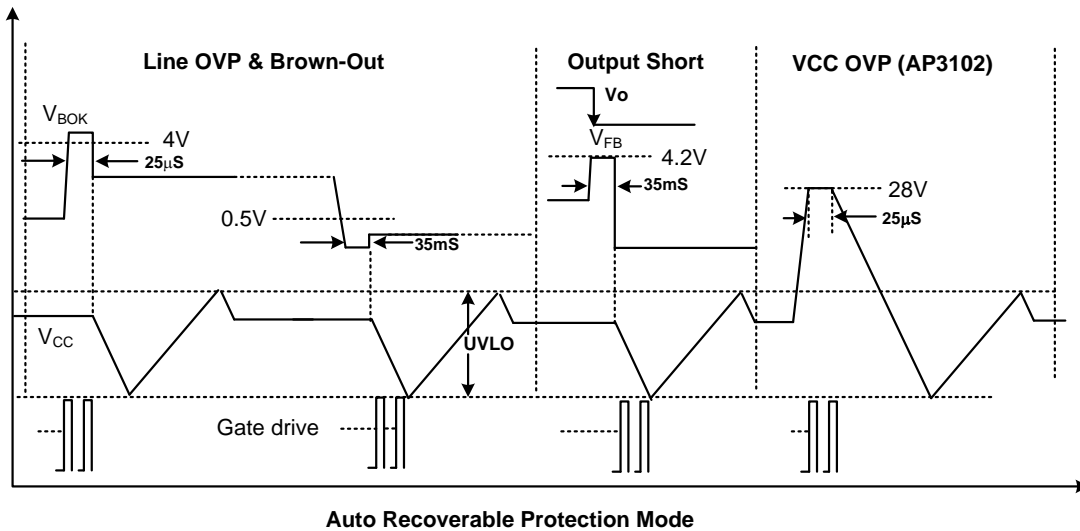 Line OVP & Brown-Out
Output Short
VCC OVP (AP3102)
Vo
VBOK
4V
25μS
VFB
4.2V
35mS
28V
25μS
0.5V
35mS
VCC
UVLO
Gate drive
Auto Recoverable Protection Mode